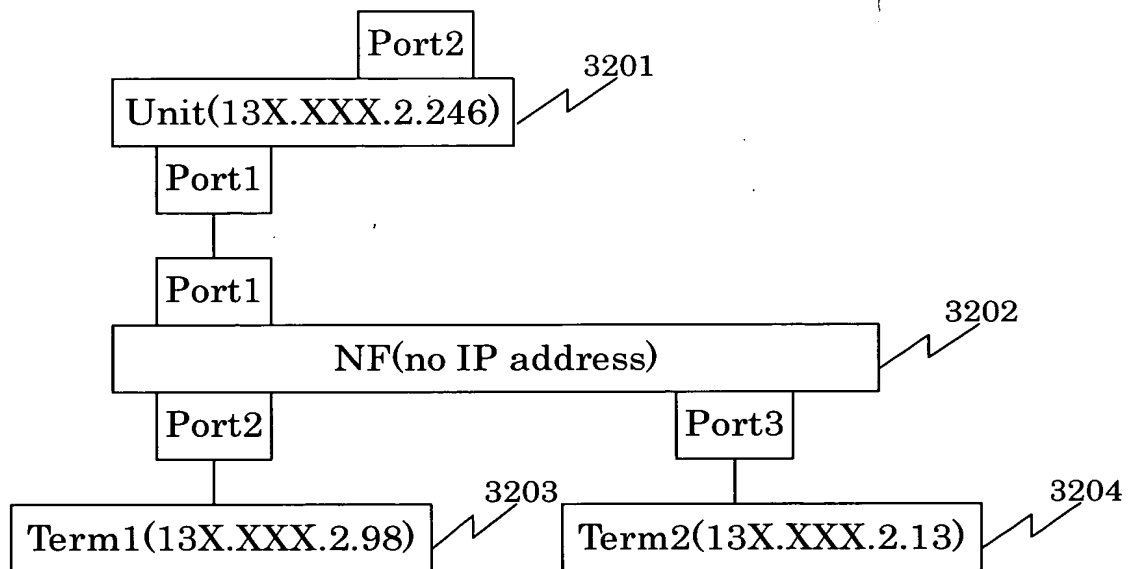 Port2
3201
Unit(13X.XXX.2.246)
Port1
Port1
3202
NF(no IP address)
Port2
Port3
3203
3204
Term1(13X.XXX.2.98)
Term2(13X.XXX.2.13)